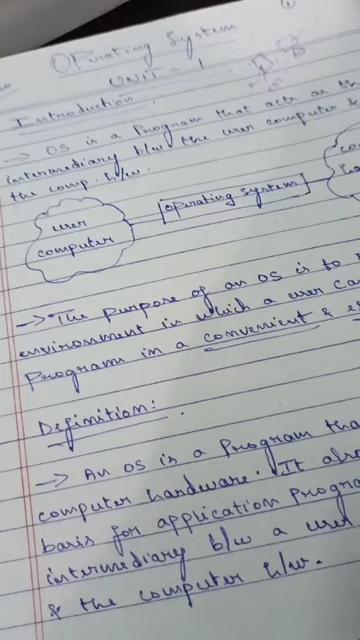 Operating System
UNIT - 1
Introduction:
→ OS is a Program that acts as the
intermediary b/w the user computer &
the comp. h/w.
user
computer
operating system
→ The purpose of an OS is to
environment in which a user can
Program in a convenient &
Definition:
→ An OS is a Program that
computer hardware. It also
basis for application Progra
intermediary b/w a user
& the computer h/w.